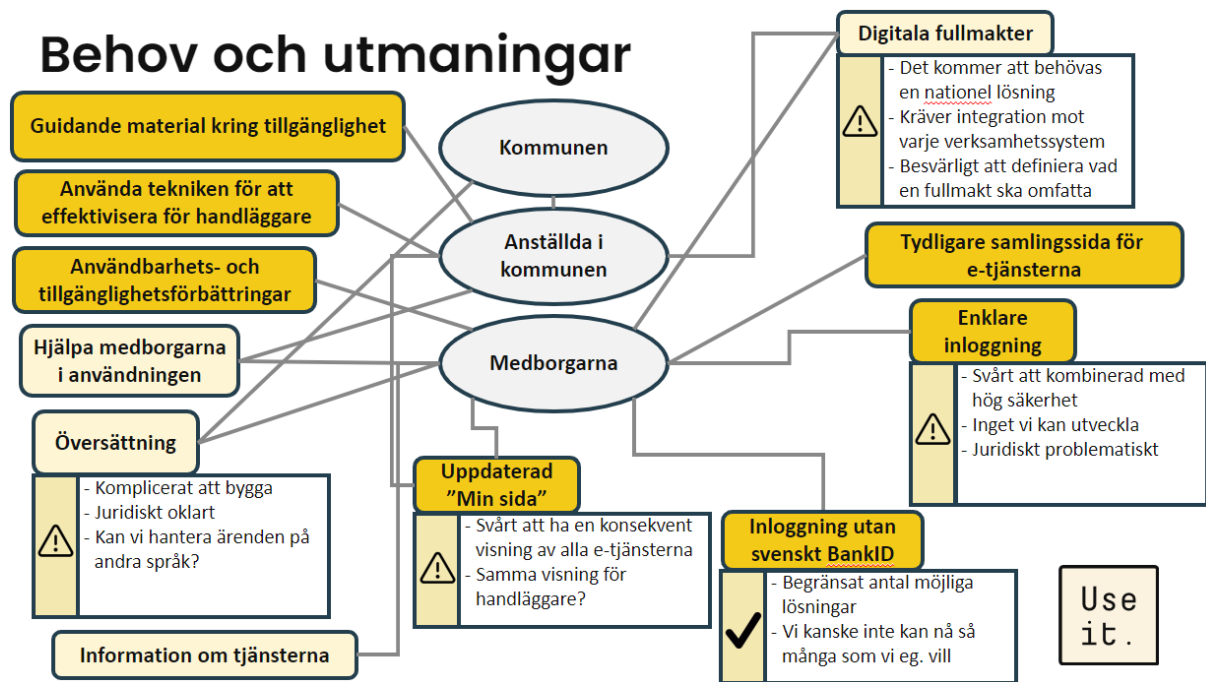 Behov och utmaningar
Guidande material kring tillgänglighet
Använda tekniken för att
effektivisera för handläggare
Användbarhets- och
tillgänglighetsförbättringar
Hjälpa medborgarna
i användningen
Översättning
- Komplicerat att bygga
- Juridiskt oklart
- Kan vi hantera ärenden på
andra språk?
Information om tjänsterna
Kommunen
Anställda i
kommunen
Medborgarna
Uppdaterad
”Min sida”
- Svårt att ha en konsekvent
visning av alla e-tjänsterna
- Samma visning för
handläggare?
Digitala fullmakter
- Det kommer att behövas
en nationel lösning
- Kräver integration mot
varje verksamhetssystem
- Besvärligt att definiera vad
en fullmakt ska omfatta
Tydligare samlingssida för
e-tjänsterna
Enklare
inloggning
- Svårt att kombinerad med
hög säkerhet
- Inget vi kan utveckla
- Juridiskt problematiskt
Inloggning utan
svenskt BankID
- Begränsat antal möjliga
lösningar
- Vi kanske inte kan nå så
många som vi eg. vill
Use
it.